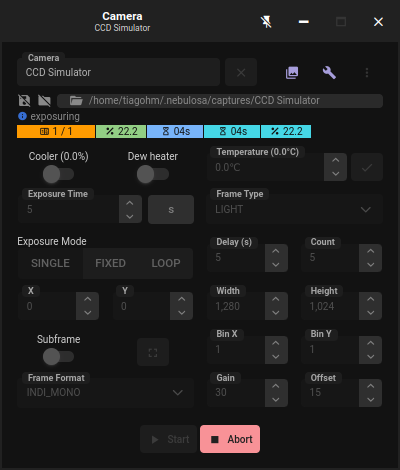 Camera
CCD Simulator
Camera
CCD Simulator
/home/tiagohm/.nebulosa/captures/CCD Simulator
exposuring
1 / 1 22.2 04s 04s 22.2
Cooler (0.0%) Dew heater Temperature (0.0°C)
0.0°C
Exposure Time Frame Type
5 s LIGHT
Exposure Mode Delay (s) Count
SINGLE FIXED LOOP 5 5
X Y Width Height
0 0 1,280 1,024
Subframe Bin X Bin Y
1 1
Frame Format Gain Offset
INDI_MONO 30 15
Start Abort